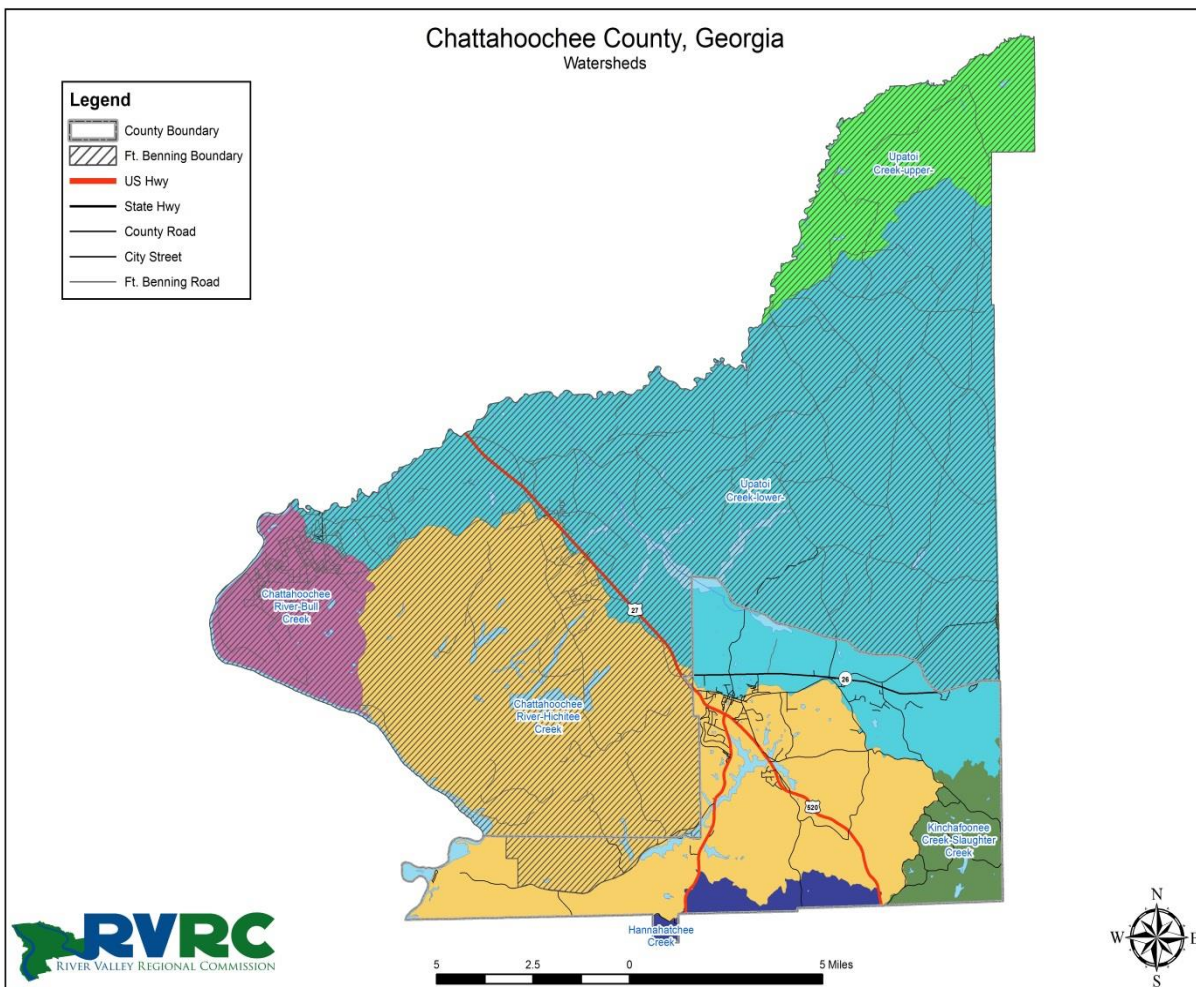 Chattahoochee County, Georgia
Watersheds
Legend
County Boundary
Ft. Benning Boundary
US Hwy
State Hwy
County Road
City Street
Ft. Benning Road
Upatoi
Creek-upper-
Upatoi
Creek-lower-
Chattahoochee
River-Bull
Creek
27
26
Chattahoochee
River-Hichitee
Creek
520
Kinchafoonee
Creek-Slaughter
Creek
Hannahatchee
Creek
RVRC
RIVER VALLEY REGIONAL COMMISSION
5 2.5 0 5 Miles
N
W E
S